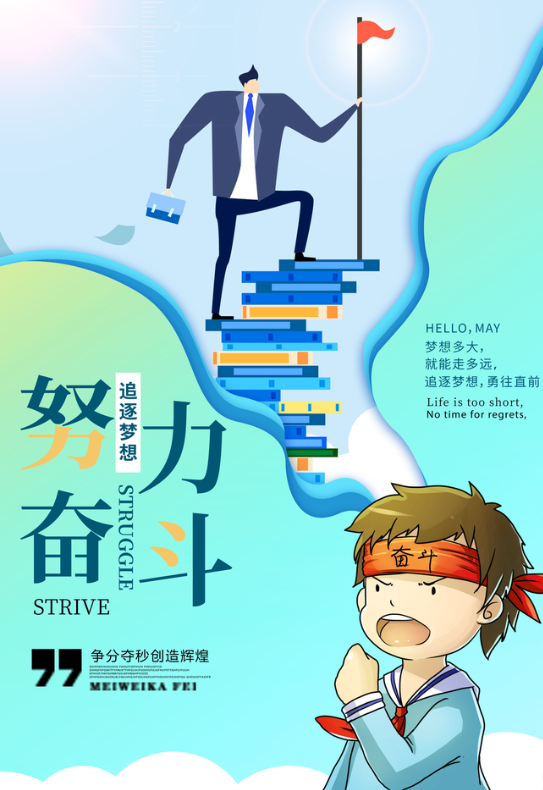 HELLO, MAY
梦想多大，
就能走多远，
追逐梦想，勇往直前
Life is too short,
No time for regrets,
努力
追逐梦想
奋斗
STRUGGLE
STRIVE
奋斗
争分夺秒创造辉煌
MEIWEIKA FEI